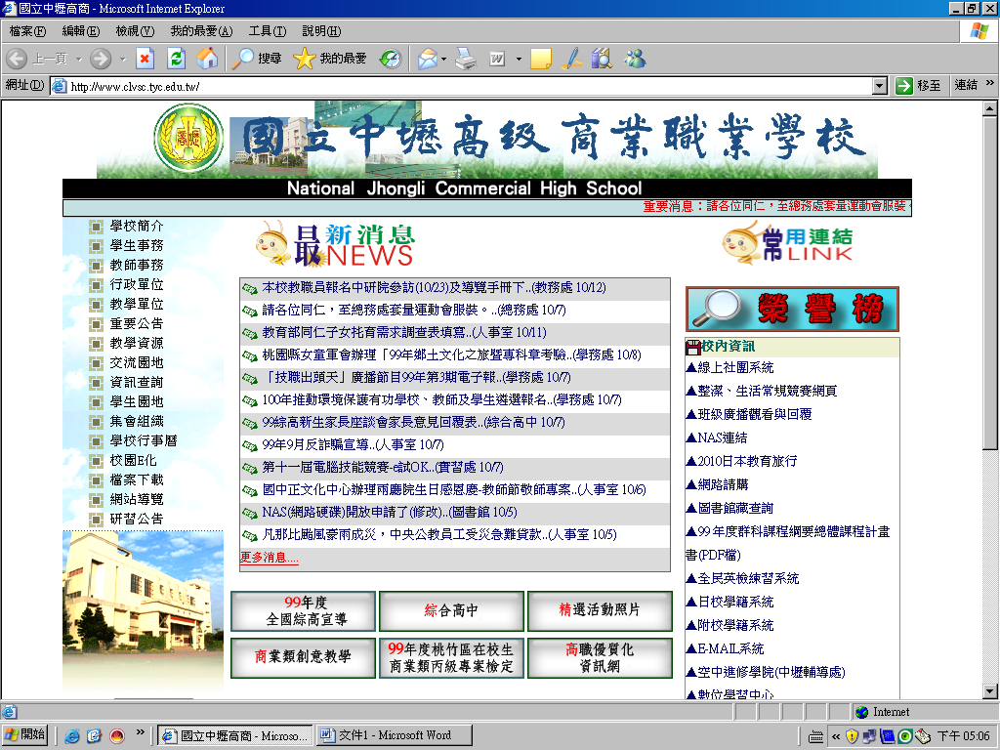 國立中壢高商 - Microsoft Internet Explorer
檔案(F) 編輯(E) 檢視(V) 我的最愛(A) 工具(T) 說明(H)
上一頁 搜尋 我的最愛
網址(D) http://www.clvsc.tyc.edu.tw/ 移至 連結 »
國立中壢高級商業職業學校
National Jhongli Commercial High School
重要消息：請各位同仁，至總務處套量運動會服裝
學校簡介
學生事務
教師事務
行政單位
教學單位
重要公告
教學資源
交流園地
資訊查詢
學生園地
集會組織
學校行事曆
校園E化
檔案下載
網站導覽
研習公告
最新消息
NEWS
本校教職員報名中研院參訪(10/23)及導覽手冊下..(教務處 10/12)
請各位同仁，至總務處套量運動會服裝。..(總務處 10/7)
教育部同仁子女托育需求調查表填寫..(人事室 10/11)
桃園縣女童軍會辦理「99年鄉土文化之旅暨專科章考驗..(學務處 10/8)
「技職出頭天」廣播節目99年第3期電子報..(學務處 10/7)
100年推動環境保護有功學校、教師及學生遴選報名..(學務處 10/7)
99綜高新生家長座談會家長意見回覆表..(綜合高中 10/7)
99年9月反詐騙宣導..(人事室 10/7)
第十一屆電腦技能競賽-e試OK..(實習處 10/7)
國中正文化中心辦理兩廳院生日感恩慶-教師節敬師專案..(人事室 10/6)
NAS(網路硬碟)開放申請了(修改)..(圖書館 10/5)
凡那比颱風豪雨成災，中央公教員工受災急難貸款..(人事室 10/5)
更多消息....
99年度
全國綜高宣導
綜合高中
精選活動照片
商業類創意教學
99年度桃竹區在校生
商業類丙級專案檢定
高職優質化
資訊網
常用連結
LINK
榮譽榜
校內資訊
▲線上社團系統
▲整潔、生活常規競賽網頁
▲班級廣播觀看與回覆
▲NAS連結
▲2010日本教育旅行
▲網路請購
▲圖書館藏查詢
▲99 年度群科課程綱要總體課程計畫
書(PDF檔)
▲全民英檢練習系統
▲日校學籍系統
▲附校學籍系統
▲E-MAIL系統
▲空中進修學院(中壢輔導處)
▲數位學習中心
Internet
開始 » 國立中壢高商 - Microso... 文件1 - Microsoft Word « 下午 05:06